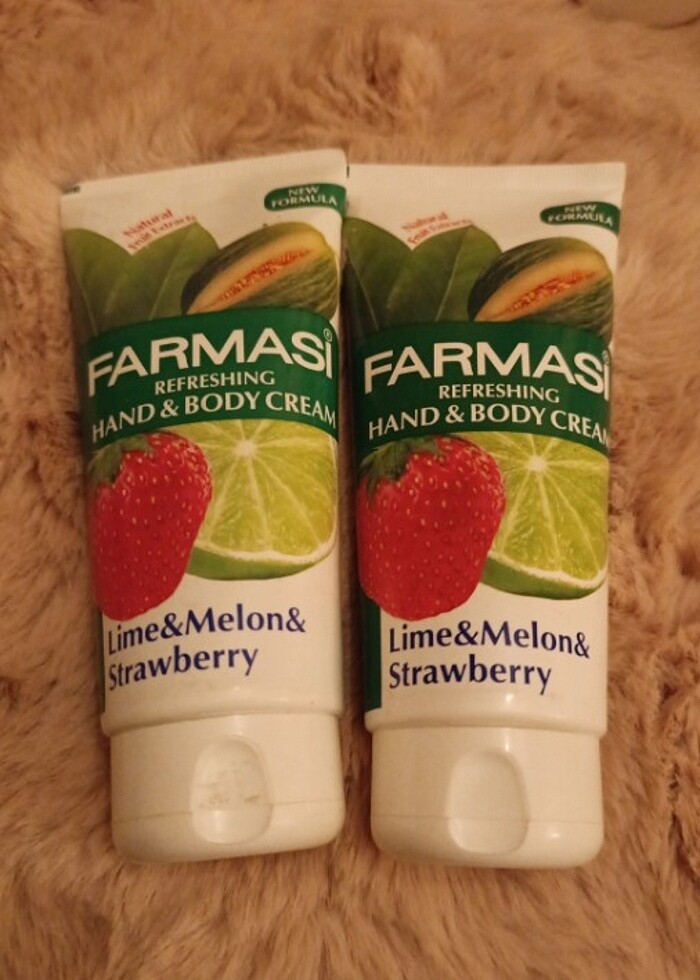 NEW
FORMULA
Natural
Fruit Extracts
FARMASi®
REFRESHING
HAND & BODY CREAM
Lime&Melon&
Strawberry
NEW
FORMULA
Natural
Fruit Extracts
FARMASi
REFRESHING
HAND & BODY CREAM
Lime&Melon&
Strawberry